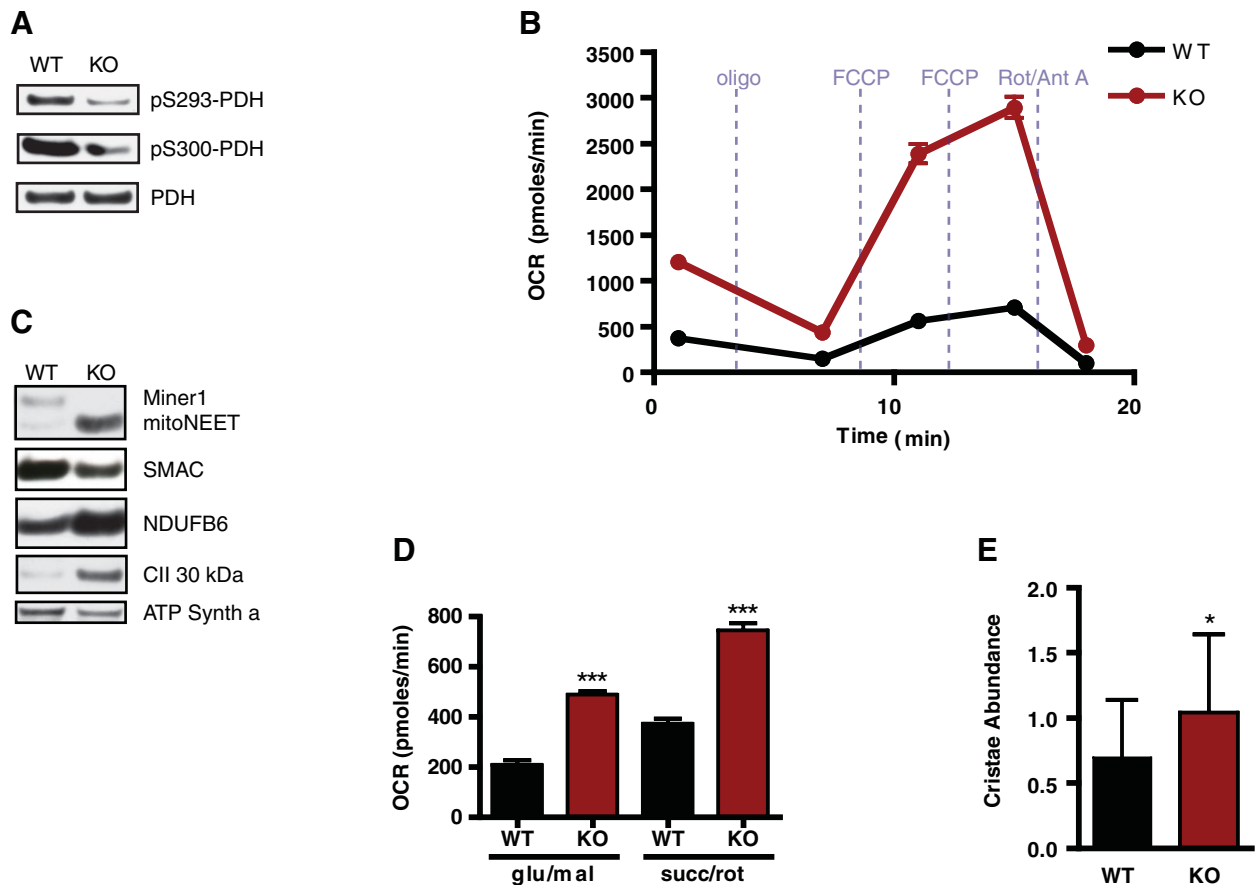 A
WT KO
pS293-PDH
pS300-PDH
PDH
B
3500
3000
2500
2000
1500
1000
500
0
OCR (pmoles/min)
oligo
FCCP
FCCP
Rot/Ant A
WT
KO
0
10
20
Time (min)
C
WT KO
Miner1
mitoNEET
SMAC
NDUFB6
CII 30 kDa
ATP Synth a
D
800
600
400
200
0
OCR (pmoles/min)
***
***
WT KO WT KO
glu/mal succ/rot
E
2.0
1.5
1.0
0.5
0.0
Cristae Abundance
*
WT KO